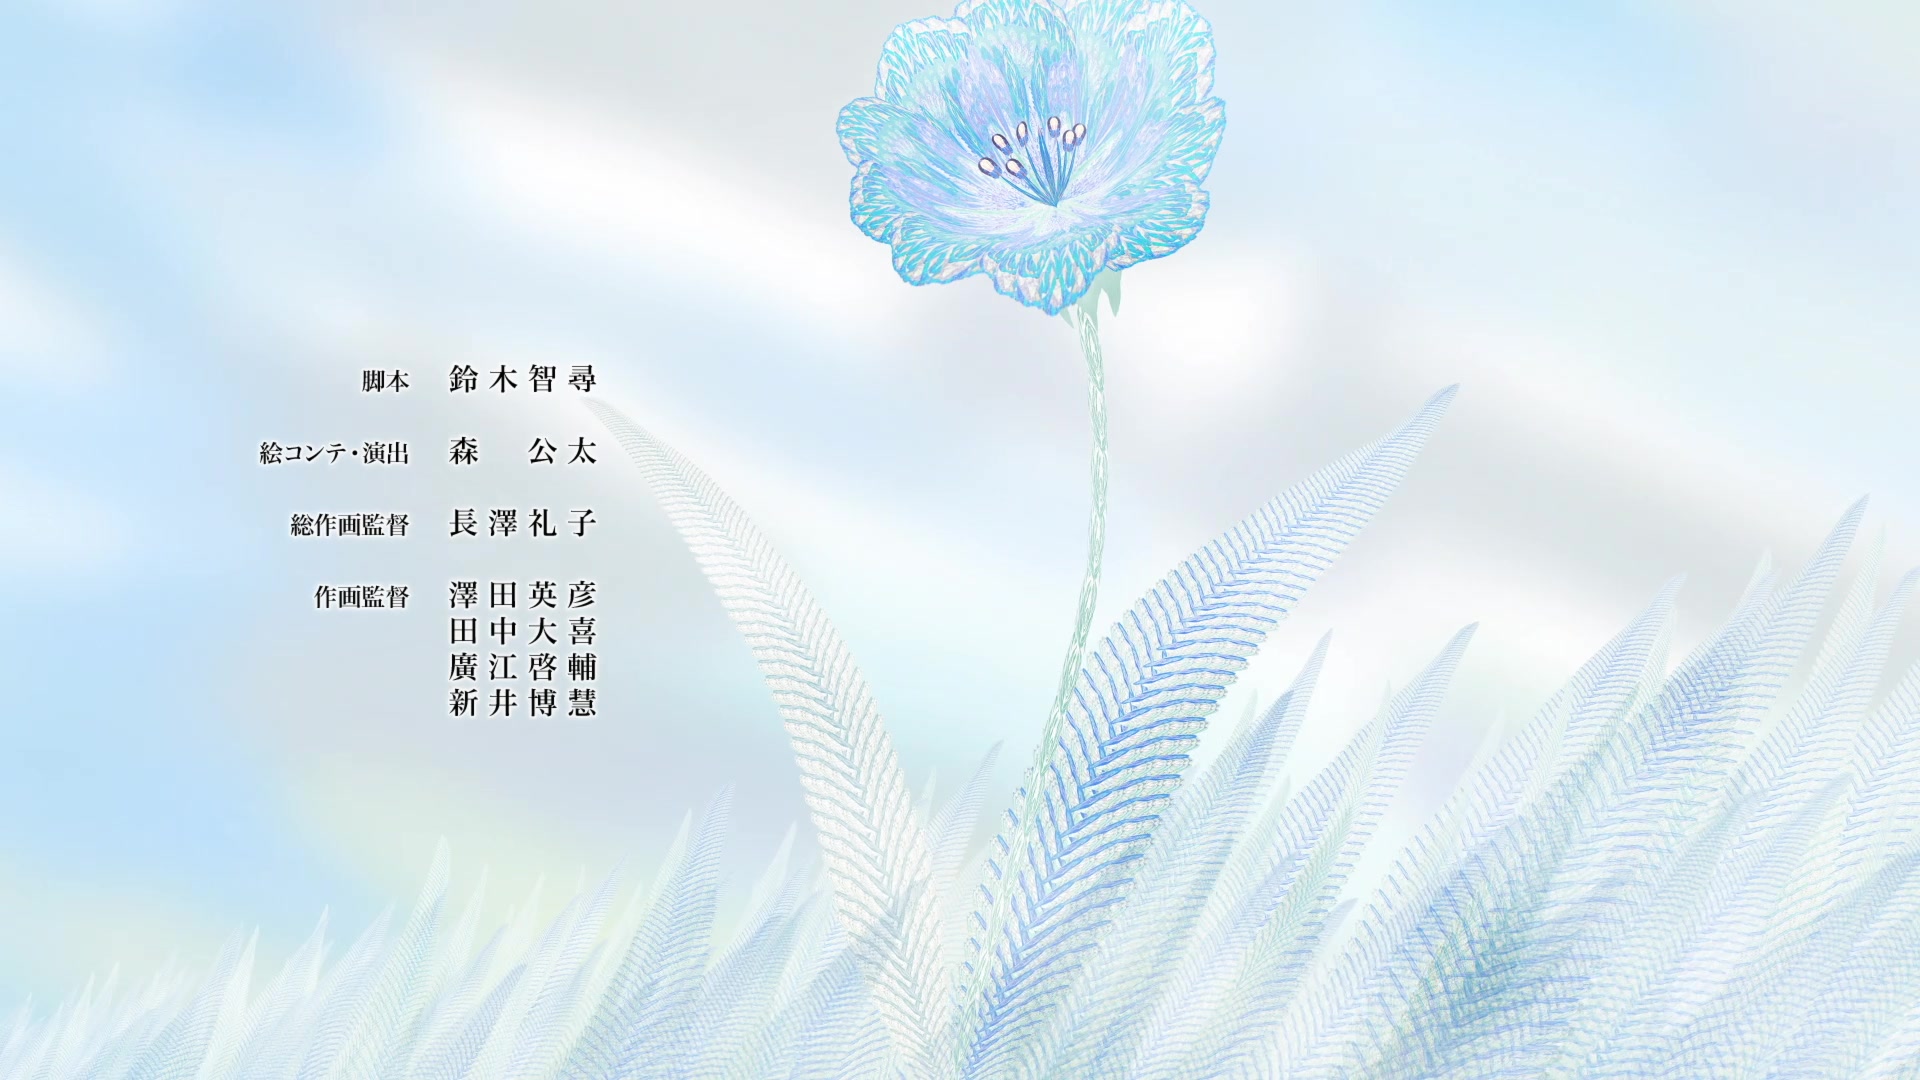 脚本 鈴木智尋
絵コンテ・演出 森 公太
総作画監督 長澤礼子
作画監督 澤田英彦
田中大喜
廣江啓輔
新井博慧